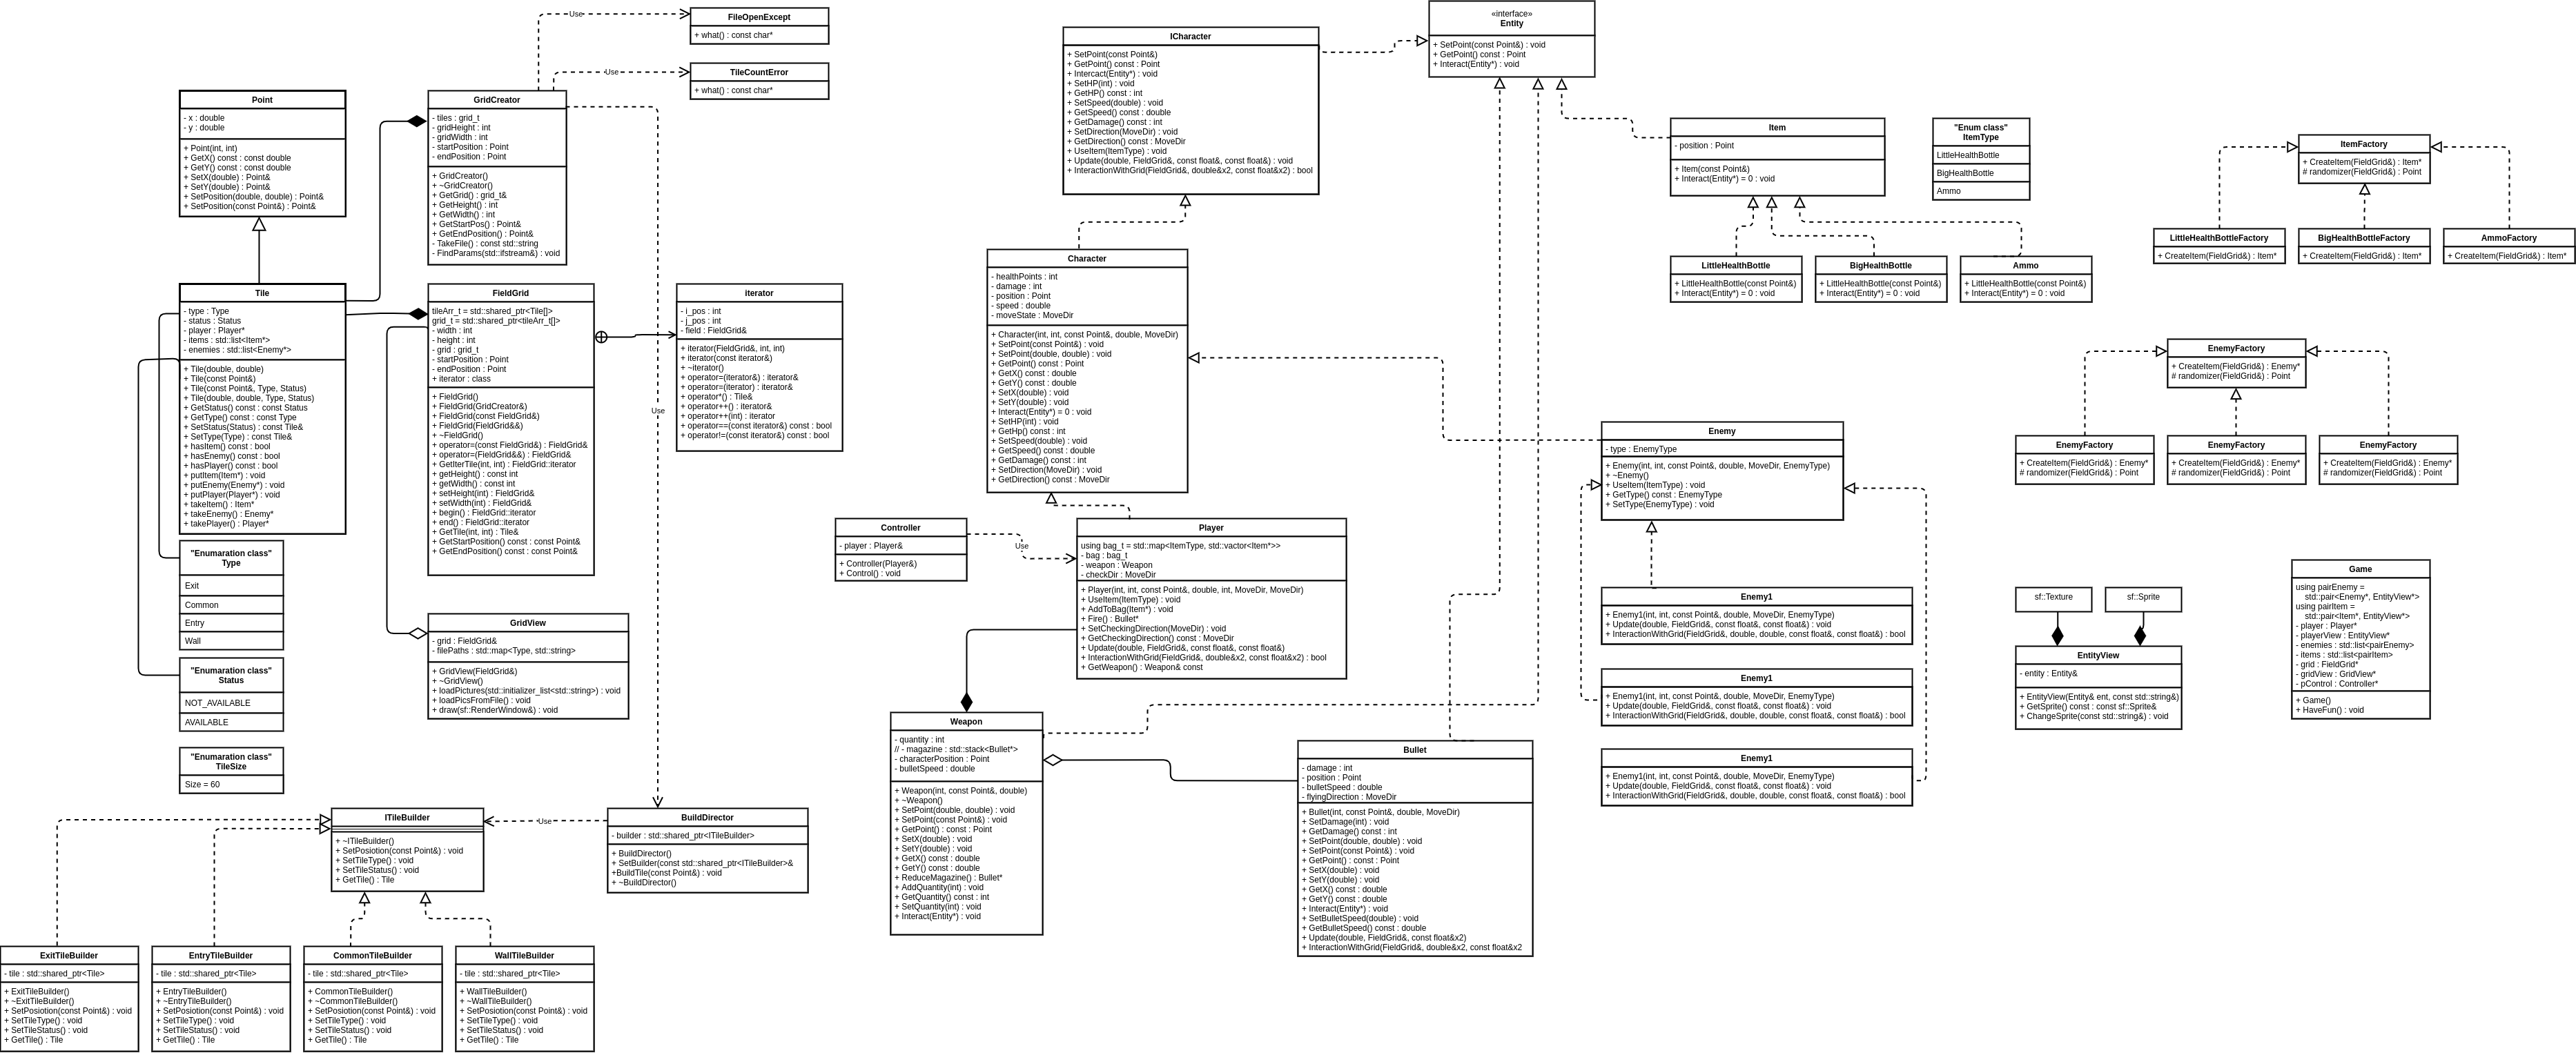 FileOpenExcept
+ what() : const char*
Use
TileCountError
+ what() : const char*
Use
Point
- x : double
- y : double
+ Point(int, int)
+ GetX() const : const double
+ GetY() const : const double
+ SetX(double) : Point&
+ SetY(double) : Point&
+ SetPosition(double, double) : Point&
+ SetPosition(const Point&) : Point&
GridCreator
- tiles : grid_t
- gridHeight : int
- gridWidth : int
- startPosition : Point
- endPosition : Point
+ GridCreator()
+ ~GridCreator()
+ GetGrid() : grid_t&
+ GetHeight() : int
+ GetWidth() : int
+ GetStartPos() : Point&
+ GetEndPosition() : Point&
- TakeFile() : const std::string
- FindParams(std::ifstream&) : void
Tile
- type : Type
- status : Status
- player : Player*
- items : std::list<Item*>
- enemies : std::list<Enemy*>
+ Tile(double, double)
+ Tile(const Point&)
+ Tile(const Point&, Type, Status)
+ Tile(double, double, Type, Status)
+ GetStatus() const : const Status
+ GetType() const : const Type
+ SetStatus(Status) : const Tile&
+ SetType(Type) : const Tile&
+ hasItem() const : bool
+ hasEnemy() const : bool
+ hasPlayer() const : bool
+ putItem(Item*) : void
+ putEnemy(Enemy*) : void
+ putPlayer(Player*) : void
+ takeItem() : Item*
+ takeEnemy() : Enemy*
+ takePlayer() : Player*
FieldGrid
tileArr_t = std::shared_ptr<Tile[]>
grid_t = std::shared_ptr<tileArr_t[]>
- width : int
- height : int
- grid : grid_t
- startPosition : Point
- endPosition : Point
+ iterator : class
+ FieldGrid()
+ FieldGrid(GridCreator&)
+ FieldGrid(const FieldGrid&)
+ FieldGrid(FieldGrid&&)
+ ~FieldGrid()
+ operator=(const FieldGrid&) : FieldGrid&
+ operator=(FieldGrid&&) : FieldGrid&
+ GetIterTile(int, int) : FieldGrid::iterator
+ getHeight() : const int
+ getWidth() : const int
+ setHeight(int) : FieldGrid&
+ setWidth(int) : FieldGrid&
+ begin() : FieldGrid::iterator
+ end() : FieldGrid::iterator
+ GetTile(int, int) : Tile&
+ GetStartPosition() const : const Point&
+ GetEndPosition() const : const Point&
iterator
- j_pos : int
- j_pos : int
- field : FieldGrid&
+ iterator(FieldGrid&, int, int)
+ iterator(const iterator&)
+ ~iterator()
+ operator=(iterator&) : iterator&
+ operator=(iterator) : iterator&
+ operator*() : Tile&
+ operator++() : iterator&
+ operator++(int) : iterator
+ operator==(const iterator&) const : bool
+ operator!=(const iterator&) const : bool
Use
"Enumaration class"
Type
Exit
Common
Entry
Wall
"Enumaration class"
Status
NOT_AVAILABLE
AVAILABLE
"Enumaration class"
TileSize
Size = 60
GridView
- grid : FieldGrid&
- filePaths : std::map<Type, std::string>
+ GridView(FieldGrid&)
+ ~GridView()
+ loadPictures(std::initializer_list<std::string>) : void
+ loadPicsFromFile() : void
+ draw(sf::RenderWindow&) : void
ITileBuilder
+ ~ITileBuilder()
+ SetPosiotion(const Point&) : void
+ SetTileType() : void
+ SetTileStatus() : void
+ GetTile() : Tile
Use
BuildDirector
- builder : std::shared_ptr<ITileBuilder>
+ BuildDirector()
+ SetBuilder(const std::shared_ptr<ITileBuilder>&
+BuildTile(const Point&) : void
+ ~BuildDirector()
ExitTileBuilder
- tile : std::shared_ptr<Tile>
+ ExitTileBuilder()
+ ~ExitTileBuilder()
+ SetPosiotion(const Point&) : void
+ SetTileType() : void
+ SetTileStatus() : void
+ GetTile() : Tile
EntryTileBuilder
- tile : std::shared_ptr<Tile>
+ EntryTileBuilder()
+ ~EntryTileBuilder()
+ SetPosiotion(const Point&) : void
+ SetTileType() : void
+ SetTileStatus() : void
+ GetTile() : Tile
CommonTileBuilder
- tile : std::shared_ptr<Tile>
+ CommonTileBuilder()
+ ~CommonTileBuilder()
+ SetPosiotion(const Point&) : void
+ SetTileType() : void
+ SetTileStatus() : void
+ GetTile() : Tile
WallTileBuilder
- tile : std::shared_ptr<Tile>
+ WallTileBuilder()
+ ~WallTileBuilder()
+ SetPosiotion(const Point&) : void
+ SetTileType() : void
+ SetTileStatus() : void
+ GetTile() : Tile
ICharacter
+ SetPoint(const Point&)
+ GetPoint() const : Point
+ Intercact(Entity*) : void
+ SetHP(int) : void
+ GetHP() const : int
+ SetSpeed(double) : void
+ GetSpeed() const : double
+ GetDamage() const : int
+ SetDirection(MoveDir) : void
+ GetDirection() const : MoveDir
+ UseItem(ItemType) : void
+ Update(double, FieldGrid&, const float&, const float&) : void
+ InteractionWithGrid(FieldGrid&, double&x2, const float&x2) : bool
«interface»
Entity
+ SetPoint(const Point&) : void
+ GetPoint() const : Point
+ Interact(Entity*) : void
Character
- healthPoints : int
- damage : int
- position : Point
- speed : double
- moveState : MoveDir
+ Character(int, int, const Point&, double, MoveDir)
+ SetPoint(const Point&) : void
+ SetPoint(double, double) : void
+ GetPoint() const : Point
+ GetX() const : double
+ GetY() const : double
+ SetX(double) : void
+ SetY(double) : void
+ Interact(Entity*) = 0 : void
+ SetHP(int) : void
+ GetHp() const : int
+ SetSpeed(double) : void
+ GetSpeed() const : double
+ GetDamage() const : int
+ SetDirection(MoveDir) : void
+ GetDirection() const : MoveDir
Controller
- player : Player&
+ Controller(Player&)
+ Control() : void
Use
Player
using bag_t = std::map<ItemType, std::vactor<Item*>>
- bag : bag_t
- weapon : Weapon
- checkDir : MoveDir
+ Player(int, int, const Point&, double, int, MoveDir, MoveDir)
+ UseItem(ItemType) : void
+ AddToBag(Item*) : void
+ Fire() : Bullet*
+ SetCheckingDirection(MoveDir) : void
+ GetCheckingDirection() const : MoveDir
+ Update(double, FieldGrid&, const float&, const float&)
+ InteractionWithGrid(FieldGrid&, double&x2, const float&x2) : bool
+ GetWeapon() : Weapon& const
Weapon
- quantity : int
// - magazine : std::stack<Bullet*>
- characterPosition : Point
- bulletSpeed : double
+ Weapon(int, const Point&, double)
+ ~Weapon()
+ SetPoint(double, double) : void
+ SetPoint(const Point&) : void
+ GetPoint() : const : Point
+ SetX(double) : void
+ SetY(double) : void
+ GetX() const : double
+ GetY() const : double
+ ReduceMagazine() : Bullet*
+ AddQuantity(int) : void
+ GetQuantity() const : int
+ SetQuantity(int) : void
+ Interact(Entity*) : void
Bullet
- damage : int
- position : Point
- bulletSpeed : double
- flyingDirection : MoveDir
+ Bullet(int, const Point&, double, MoveDir)
+ SetDamage(int) : void
+ GetDamage() const : int
+ SetPoint(double, double) : void
+ SetPoint(const Point&) : void
+ GetPoint() : const : Point
+ SetX(double) : void
+ SetY(double) : void
+ GetX() const : double
+ GetY() const : double
+ Interact(Entity*) : void
+ SetBulletSpeed(double) : void
+ GetBulletSpeed() const : double
+ Update(double, FieldGrid&, const float&x2)
+ InteractionWithGrid(FieldGrid&, double&x2, const float&x2
Item
- position : Point
+ Item(const Point&)
+ Interact(Entity*) = 0 : void
"Enum class"
ItemType
LittleHealthBottle
BigHealthBottle
Ammo
LittleHealthBottle
+ LittleHealthBottle(const Point&)
+ Interact(Entity*) = 0 : void
BigHealthBottle
+ LittleHealthBottle(const Point&)
+ Interact(Entity*) = 0 : void
Ammo
+ LittleHealthBottle(const Point&)
+ Interact(Entity*) = 0 : void
ItemFactory
+ CreateItem(FieldGrid&) : Item*
# randomizer(FieldGrid&) : Point
LittleHealthBottleFactory
+ CreateItem(FieldGrid&) : Item*
BigHealthBottleFactory
+ CreateItem(FieldGrid&) : Item*
AmmoFactory
+ CreateItem(FieldGrid&) : Item*
EnemyFactory
+ CreateItem(FieldGrid&) : Enemy*
# randomizer(FieldGrid&) : Point
EnemyFactory
+ CreateItem(FieldGrid&) : Enemy*
# randomizer(FieldGrid&) : Point
EnemyFactory
+ CreateItem(FieldGrid&) : Enemy*
# randomizer(FieldGrid&) : Point
EnemyFactory
+ CreateItem(FieldGrid&) : Enemy*
# randomizer(FieldGrid&) : Point
Enemy
- type : EnemyType
+ Enemy(int, int, const Point&, double, MoveDir, EnemyType)
+ ~Enemy()
+ UseItem(ItemType) : void
+ GetType() const : EnemyType
+ SetType(EnemyType) : void
Enemy1
+ Enemy1(int, int, const Point&, double, MoveDir, EnemyType)
+ Update(double, FieldGrid&, const float&, const float&) : void
+ InteractionWithGrid(FieldGrid&, double, double, const float&, const float&) : bool
Enemy1
+ Enemy1(int, int, const Point&, double, MoveDir, EnemyType)
+ Update(double, FieldGrid&, const float&, const float&) : void
+ InteractionWithGrid(FieldGrid&, double, double, const float&, const float&) : bool
Enemy1
+ Enemy1(int, int, const Point&, double, MoveDir, EnemyType)
+ Update(double, FieldGrid&, const float&, const float&) : void
+ InteractionWithGrid(FieldGrid&, double, double, const float&, const float&) : bool
sf::Texture
sf::Sprite
EntityView
- entity : Entity&
+ EntityView(Entity& ent, const std::string&)
+ GetSprite() const : const sf::Sprite&
+ ChangeSprite(const std::string&) : void
Game
using pairEnemy =
std::pair<Enemy*, EntityView*>
using pairItem =
std::pair<Item*, EntityView*>
- player : Player*
- playerView : EntityView*
- enemies : std::list<pairEnemy>
- items : std::list<pairItem>
- grid : FieldGrid*
- gridView : GridView*
- pControl : Controller*
+ Game()
+ HaveFun() : void